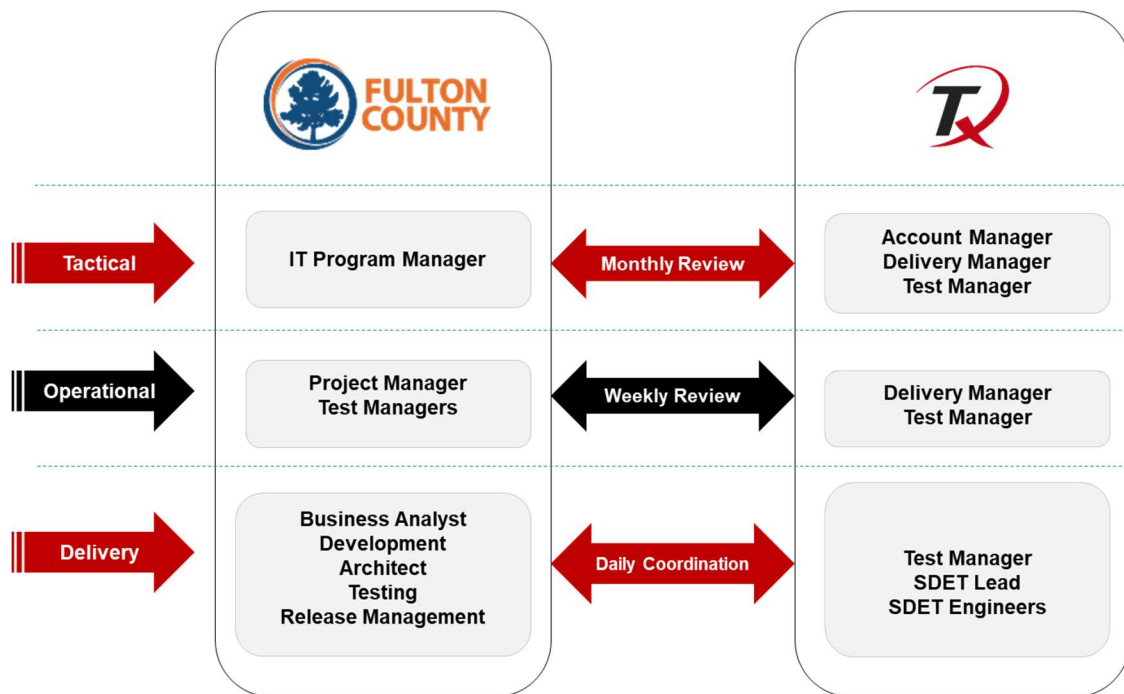 FULTON
COUNTY
TX
Tactical
IT Program Manager
Monthly Review
Account Manager
Delivery Manager
Test Manager
Operational
Project Manager
Test Managers
Weekly Review
Delivery Manager
Test Manager
Delivery
Business Analyst
Development
Architect
Testing
Release Management
Daily Coordination
Test Manager
SDET Lead
SDET Engineers